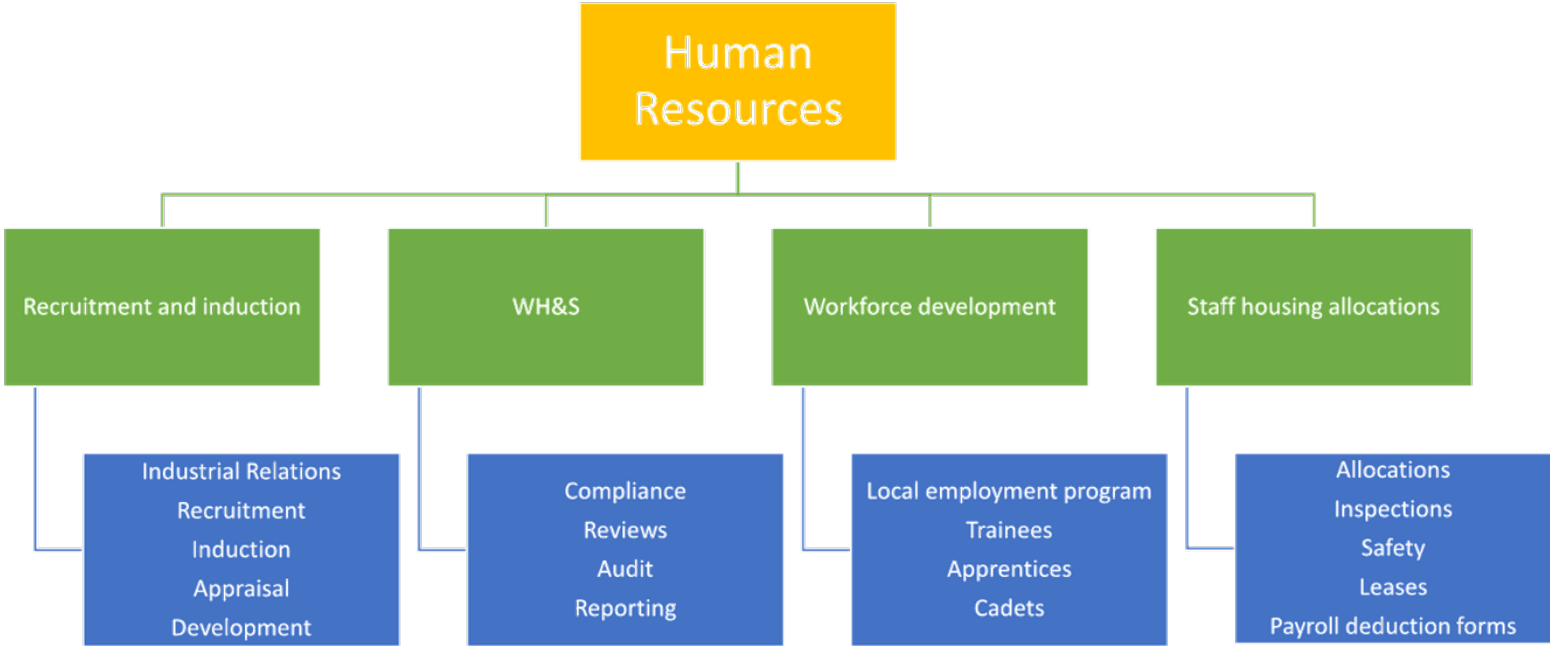 Human
Resources
Recruitment and induction
WH&S
Workforce development
Staff housing allocations
Industrial Relations
Recruitment
Induction
Appraisal
Development
Compliance
Reviews
Audit
Reporting
Local employment program
Trainees
Apprentices
Cadets
Allocations
Inspections
Safety
Leases
Payroll deduction forms